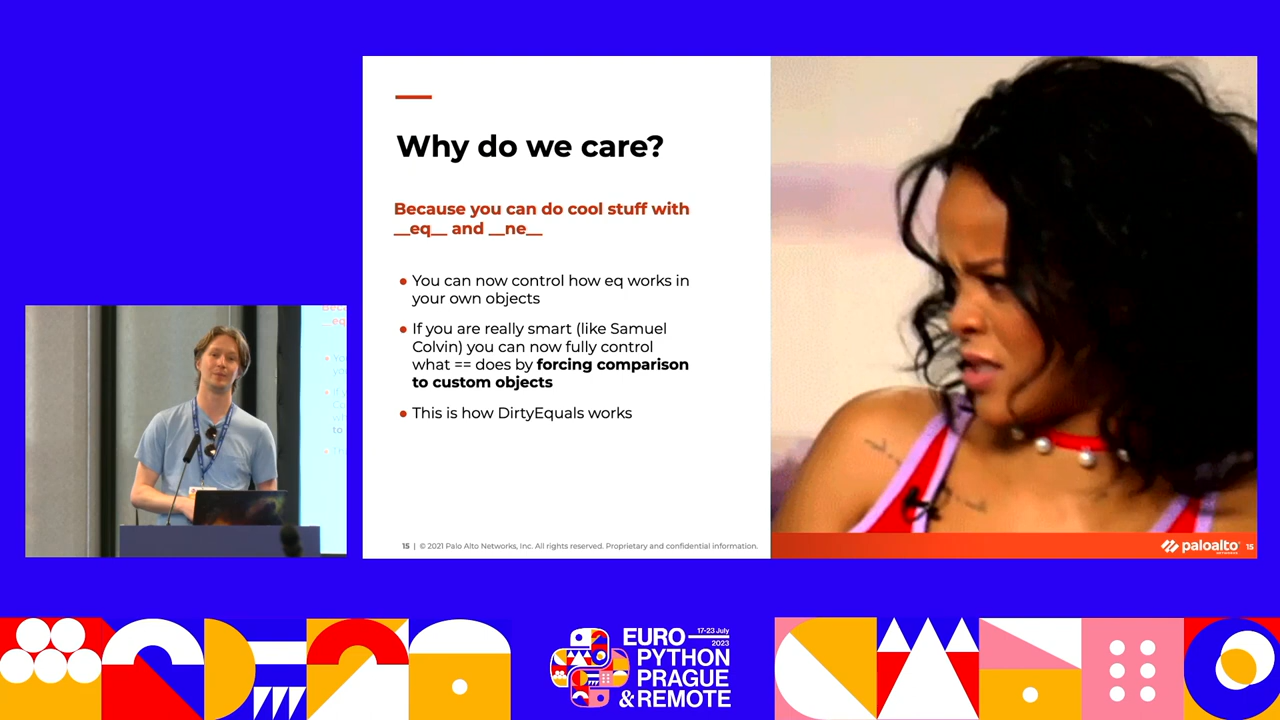 Why do we care?
Because you can do cool stuff with
__eq__ and __ne__
● You can now control how eq works in
your own objects
● If you are really smart (like Samuel
Colvin) you can now fully control
what == does by forcing comparison
to custom objects
● This is how DirtyEquals works
15 | © 2021 Palo Alto Networks, Inc. All rights reserved. Proprietary and confidential information.
paloalto
NETWORKS
15
EURO
17-23 July
2023
PYTHON
PRAGUE
& REMOTE